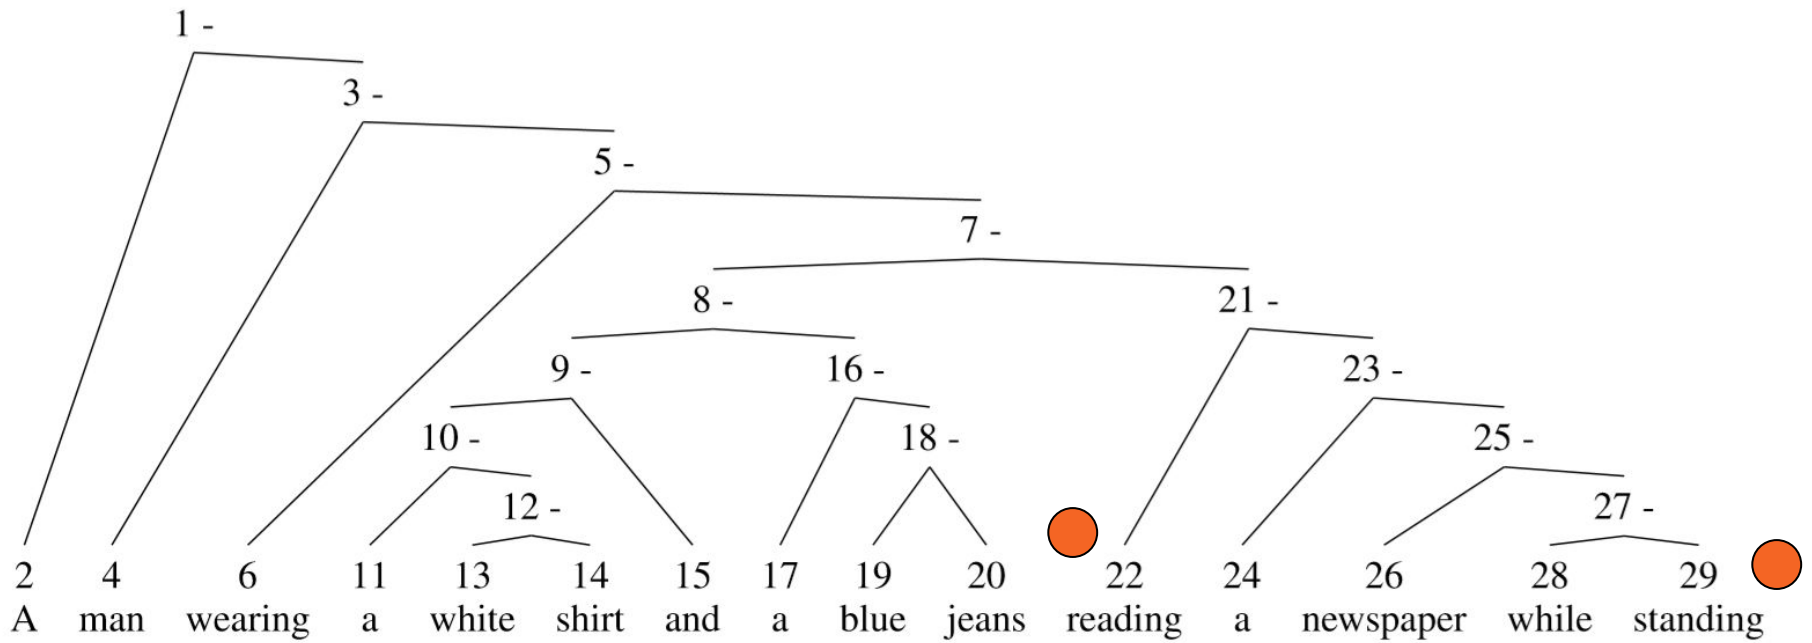 1 -
3 -
5 -
7 -
8 - 21 -
9 - 16 - 23 -
10 - 18 - 25 -
12 - 27 -
2 4 6 11 13 14 15 17 19 20 22 24 26 28 29
A man wearing a white shirt and a blue jeans reading a newspaper while standing